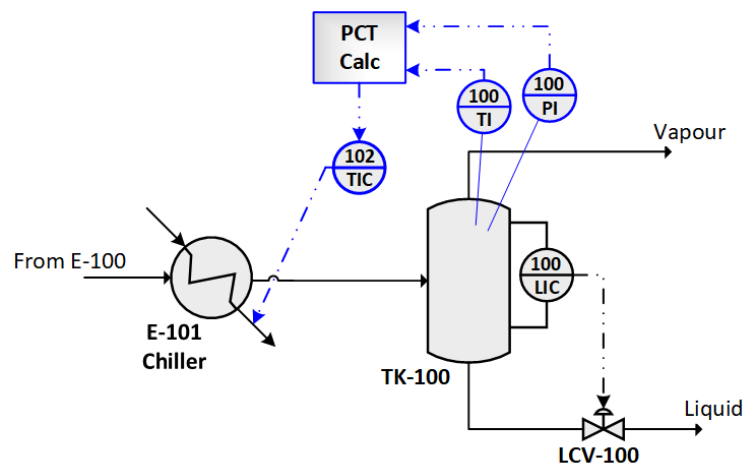 PCT
Calc
100
TI
100
PI
Vapour
102
TIC
From E-100
100
LIC
E-101
Chiller
TK-100
Liquid
LCV-100